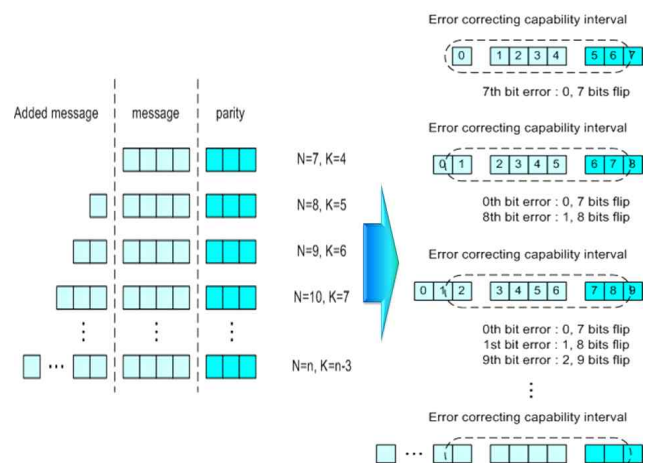 Added message
message
parity
N=7, K=4
N=8, K=5
N=9, K=6
N=10, K=7
N=n, K=n-3
Error correcting capability interval
0 1 2 3 4 5 6 7
7th bit error : 0, 7 bits flip
Error correcting capability interval
0 1 2 3 4 5 6 7 8
0th bit error : 0, 7 bits flip
8th bit error : 1, 8 bits flip
Error correcting capability interval
0 1 2 3 4 5 6 7 8 9
0th bit error : 0, 7 bits flip
1st bit error : 1, 8 bits flip
9th bit error : 2, 9 bits flip
Error correcting capability interval